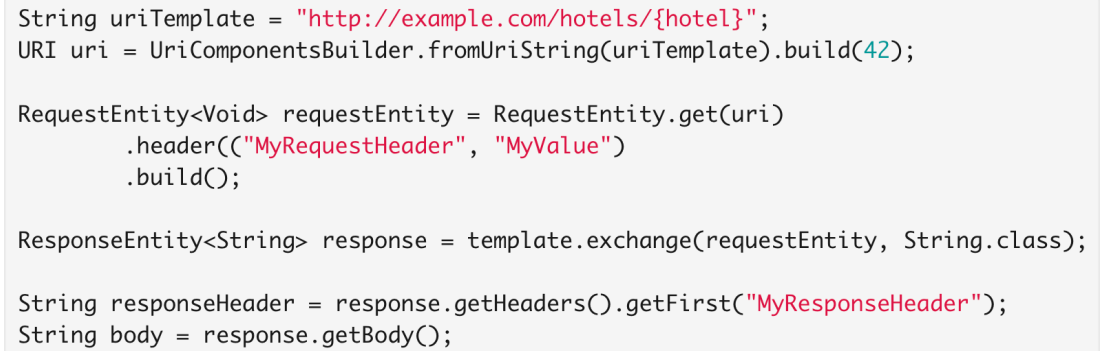 String uriTemplate = "http://example.com/hotels/{hotel}";
URI uri = UriComponentsBuilder.fromUriString(uriTemplate).build(42);

RequestEntity<Void> requestEntity = RequestEntity.get(uri)
        .header(("MyRequestHeader", "MyValue")
        .build();

ResponseEntity<String> response = template.exchange(requestEntity, String.class);

String responseHeader = response.getHeaders().getFirst("MyResponseHeader");
String body = response.getBody();